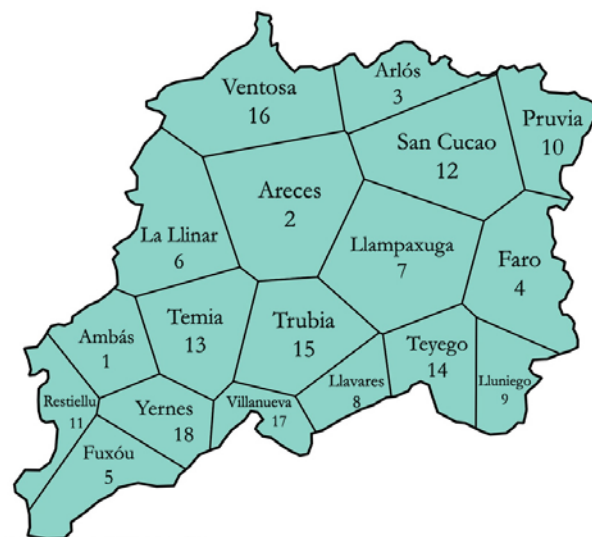 Ventosa
16
Arlós
3
Pruvia
10
San Cucao
12
Areces
2
La Llinar
6
Llampaxuga
7
Faro
4
Temia
13
Trubia
15
Ambás
1
Teyego
14
Lluniego
9
Llavares
8
Villanueva
17
Restiellu
11
Yernes
18
Fuxóu
5